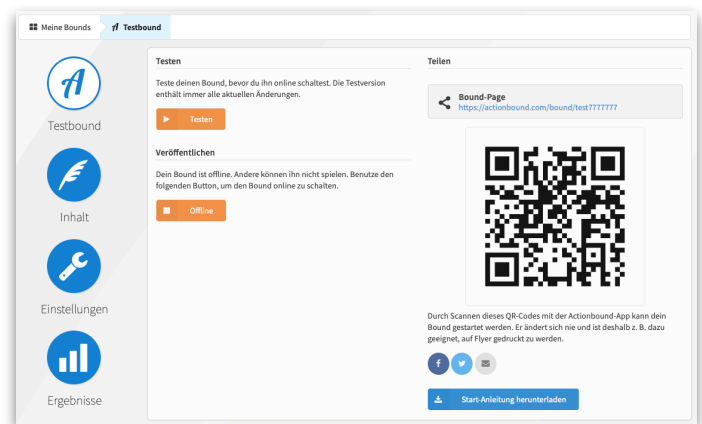 Meine Bounds
Testbound
Testbound
Inhalt
Einstellungen
Ergebnisse
Testen
Teste deinen Bound, bevor du ihn online schaltest. Die Testversion
enthält immer alle aktuellen Änderungen.
Testen
Veröffentlichen
Dein Bound ist offline. Andere können ihn nicht spielen. Benutze den
folgenden Button, um den Bound online zu schalten.
Offline
Teilen
Bound-Page
https://actionbound.com/bound/test7777777
Durch Scannen dieses QR-Codes mit der Actionbound-App kann dein
Bound gestartet werden. Er ändert sich nie und ist deshalb z. B. dazu
geeignet, auf Flyer gedruckt zu werden.
Start-Anleitung herunterladen